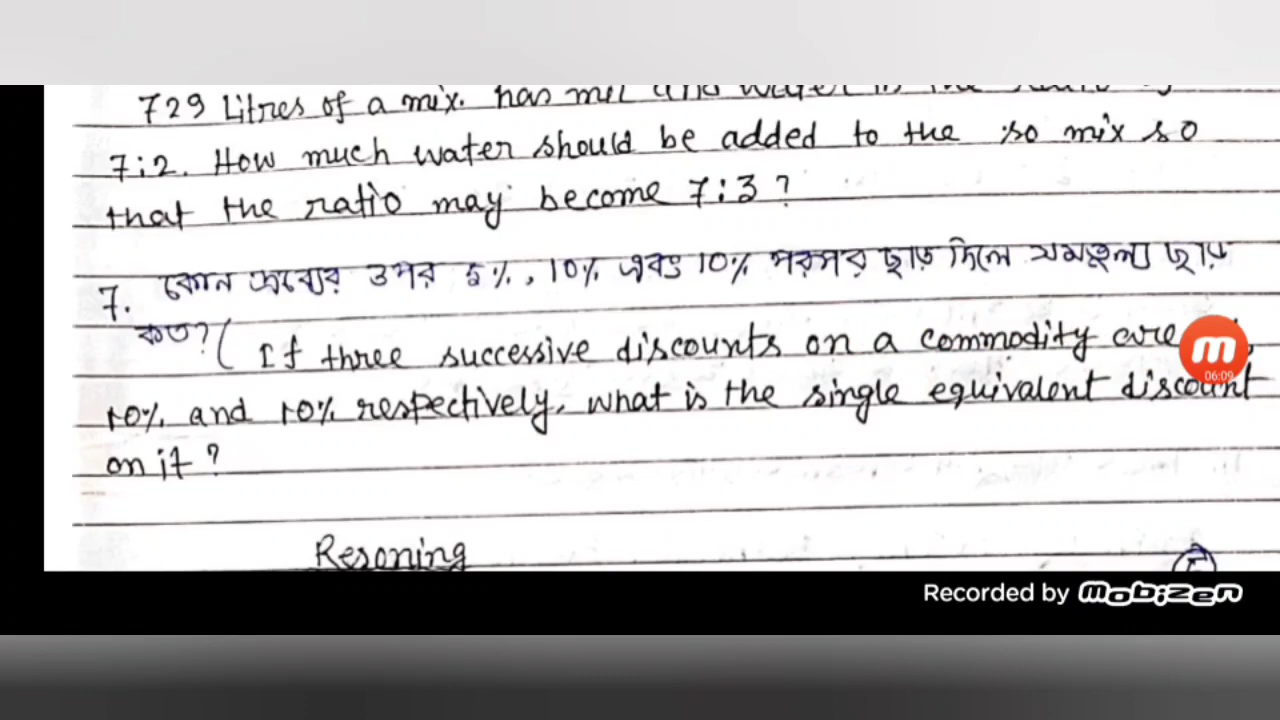 729 Litres of a mix. has
7:2. How much water should be added to the so mix so
that the ratio may become 7:3?
কোন দ্রব্যের ওপর 5%, 10% এবং 10% পরপর ছাড় দিলে সমতুল্য ছাড়
7.
কত? ( If three successive discounts on a commodity are
10% and 10% respectively, what is the single equivalent discount
on it ?
Resoning
m
06:09
Recorded by mobizen